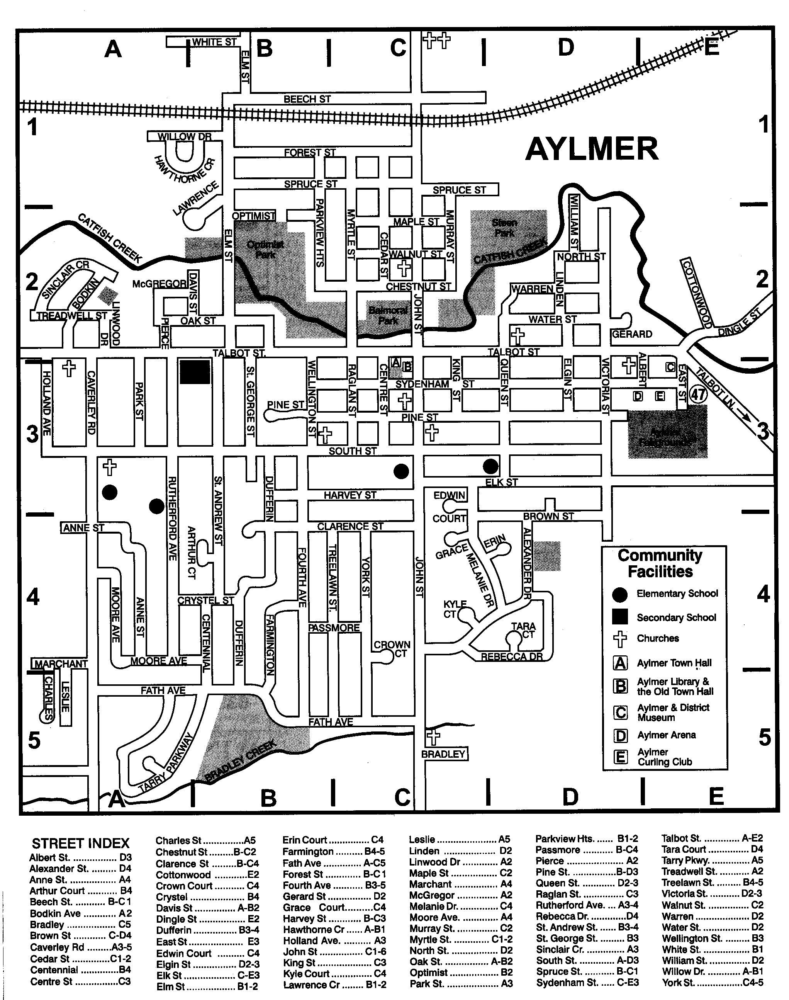 A
B
C
D
E
WHITE ST
ELM ST
BEECH ST
1
1
WILLOW DR
HAWTHORNE CR
AYLMER
FOREST ST
SPRUCE ST
SPRUCE ST
LAWRENCE
OPTIMIST
PARKVIEW HTS
MYRTLE ST
MAPLE ST
CEDAR ST
WALNUT ST
MURRAY ST
CATFISH CREEK
ELM ST
Optimist
Park
Steen
Park
CATFISH CREEK
WILLIAM ST
NORTH ST
COTTONWOOD
2
2
SINCLAIR CR
BODKIN
McGREGOR
DAVIS ST
CHESTNUT ST
WARREN
LINDEN
LINWOOD
DR
TREADWELL ST
PIERCE
OAK ST
Balmoral
Park
JOHN ST
WATER ST
GERARD
DINGLE ST
TALBOT ST.
TALBOT ST
HOLLAND AVE
CAVERLEY RD
PARK ST
St. GEORGE ST
WELLINGTON ST
RAGLAN ST
CENTRE ST
A
B
KING ST
QUEEN ST
ELGIN ST
VICTORIA ST
ALBERT
C
EAST ST
TALBOT LN.
SYDENHAM ST
D
E
47
PINE ST
PINE ST
3
3
Aylmer
Fairgrounds
SOUTH ST
RUTHERFORD AVE
St. ANDREW ST
DUFFERIN
HARVEY ST
ELK ST
EDWIN
COURT
BROWN ST
ANNE ST
CLARENCE ST
ARTHUR CT
GRACE
ERIN
ALEXANDER DR
MELANIE DR
FOURTH AVE
TREELAWN ST.
YORK ST
JOHN ST
4
4
MOORE AVE
ANNE ST
CRYSTEL ST
CENTENNIAL
DUFFERIN
FARMINGTON
PASSMORE
KYLE
CT
TARA
CT
CROWN
CT
REBECCA DR
MARCHANT
MOORE AVE
CHARLES
LESLIE
FATH AVE
FATH AVE
5
5
TARRY PARKWAY
BRADLEY CREEK
BRADLEY
A
B
C
D
E
Community
Facilities
Elementary School
Secondary School
Churches
A Aylmer Town Hall
B Aylmer Library &
the Old Town Hall
C Aylmer & District
Museum
D Aylmer Arena
E Aylmer
Curling Club
STREET INDEX
Albert St. ................ D3
Alexander St. ......... D4
Anne St. ................. A4
Arthur Court ........... B4
Beech St. ........... B-C1
Bodkin Ave ............ A2
Bradley .................. C5
Brown St ............ C-D4
Caverley Rd .........A3-5
Cedar St ..............C1-2
Centennial ..............B4
Centre St ................C3
Charles St ...............A5
Chestnut St .........B-C2
Clarence St ........B-C4
Cottonwood ............E2
Crown Court ........... C4
Crystel .................... B4
Davis St ............... A-B2
Dingle St ................ E2
Dufferin ............... B3-4
East St .................... E3
Edwin Court .......... C4
Elgin St ................ D2-3
Elk St ................... C-E3
Elm St .................. B1-2
Erin Court ................ C4
Farmington .......... B4-5
Fath Ave .............. A-C5
Forest St ............. B-C1
Fourth Ave ........... B3-5
Gerard St ................. D2
Grace Court..........C4
Harvey St ............. B-C3
Hawthorne Cr ...... A-B1
Holland Ave. .......... A3
John St ................ C1-6
King St .................... C3
Kyle Court ............... C4
Lawrence Cr ........ B1-2
Leslie ...................... A5
Linden .................... D2
Linwood Dr ............. A2
Maple St ................. C2
Marchant ................ A4
McGregor ............... A2
Melanie Dr. ............. C4
Moore Ave. ............. A4
Murray St. ............... C2
Myrtle St. ............ C1-2
North St. ................. D2
Oak St. ................ A-B2
Optimist .................. B2
Park St. ................... A3
Parkview Hts. ...... B1-2
Passmore ........... B-C4
Pierce ..................... A2
Pine St. ...............B-D3
Queen St. ............ D2-3
Raglan St. .............. C3
Rutherford Ave. ... A3-4
Rebecca Dr. ..............D4
St. Andrew St. ...... B3-4
St. George St. ......... B3
Sinclair Cr. .............. A3
South St. ............. A-D3
Spruce St. ........... B-C1
Sydenham St. ..... C-E3
Talbot St. ............. A-E2
Tara Court ............... D4
Tarry Pkwy. .............. A5
Treadwell St. ........... A2
Treelawn St. ......... B4-5
Victoria St. ........... D2-3
Walnut St. ................ C2
Warren .................... D2
Water St. ................. D2
Wellington St. ......... B3
White St. ................. B1
William St. ............... D2
Willow Dr. ............ A-B1
York St. .................C4-5